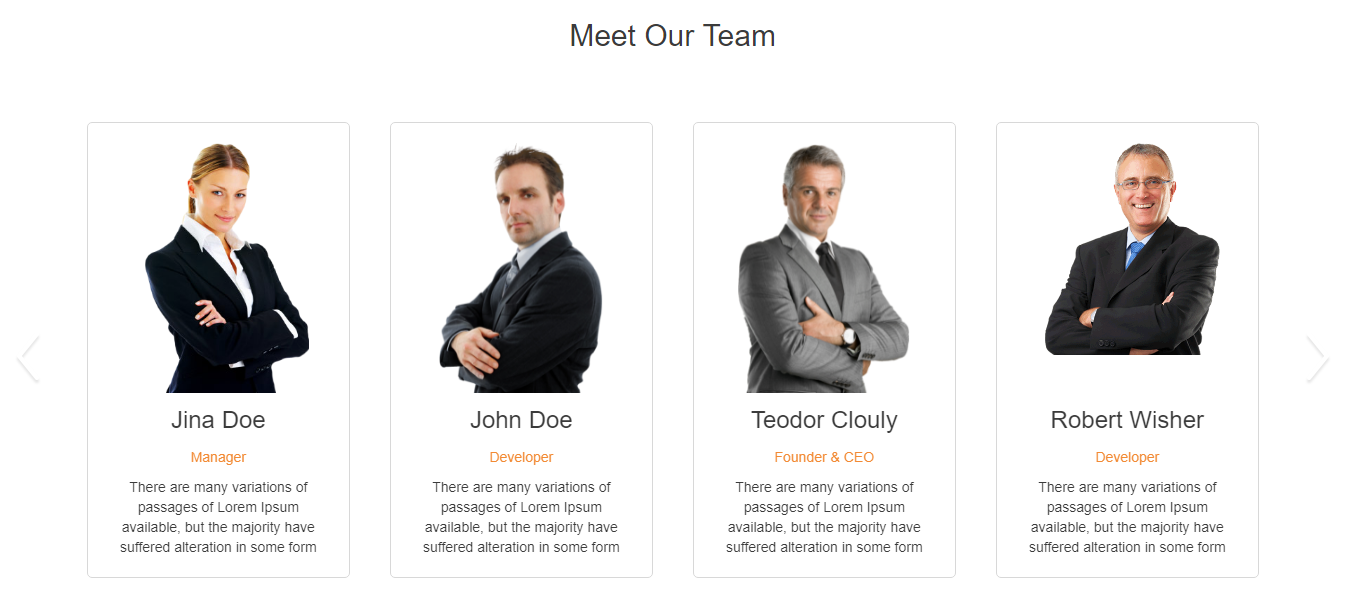 Meet Our Team
Jina Doe
Manager
There are many variations of
passages of Lorem Ipsum
available, but the majority have
suffered alteration in some form
John Doe
Developer
There are many variations of
passages of Lorem Ipsum
available, but the majority have
suffered alteration in some form
Teodor Clouly
Founder & CEO
There are many variations of
passages of Lorem Ipsum
available, but the majority have
suffered alteration in some form
Robert Wisher
Developer
There are many variations of
passages of Lorem Ipsum
available, but the majority have
suffered alteration in some form